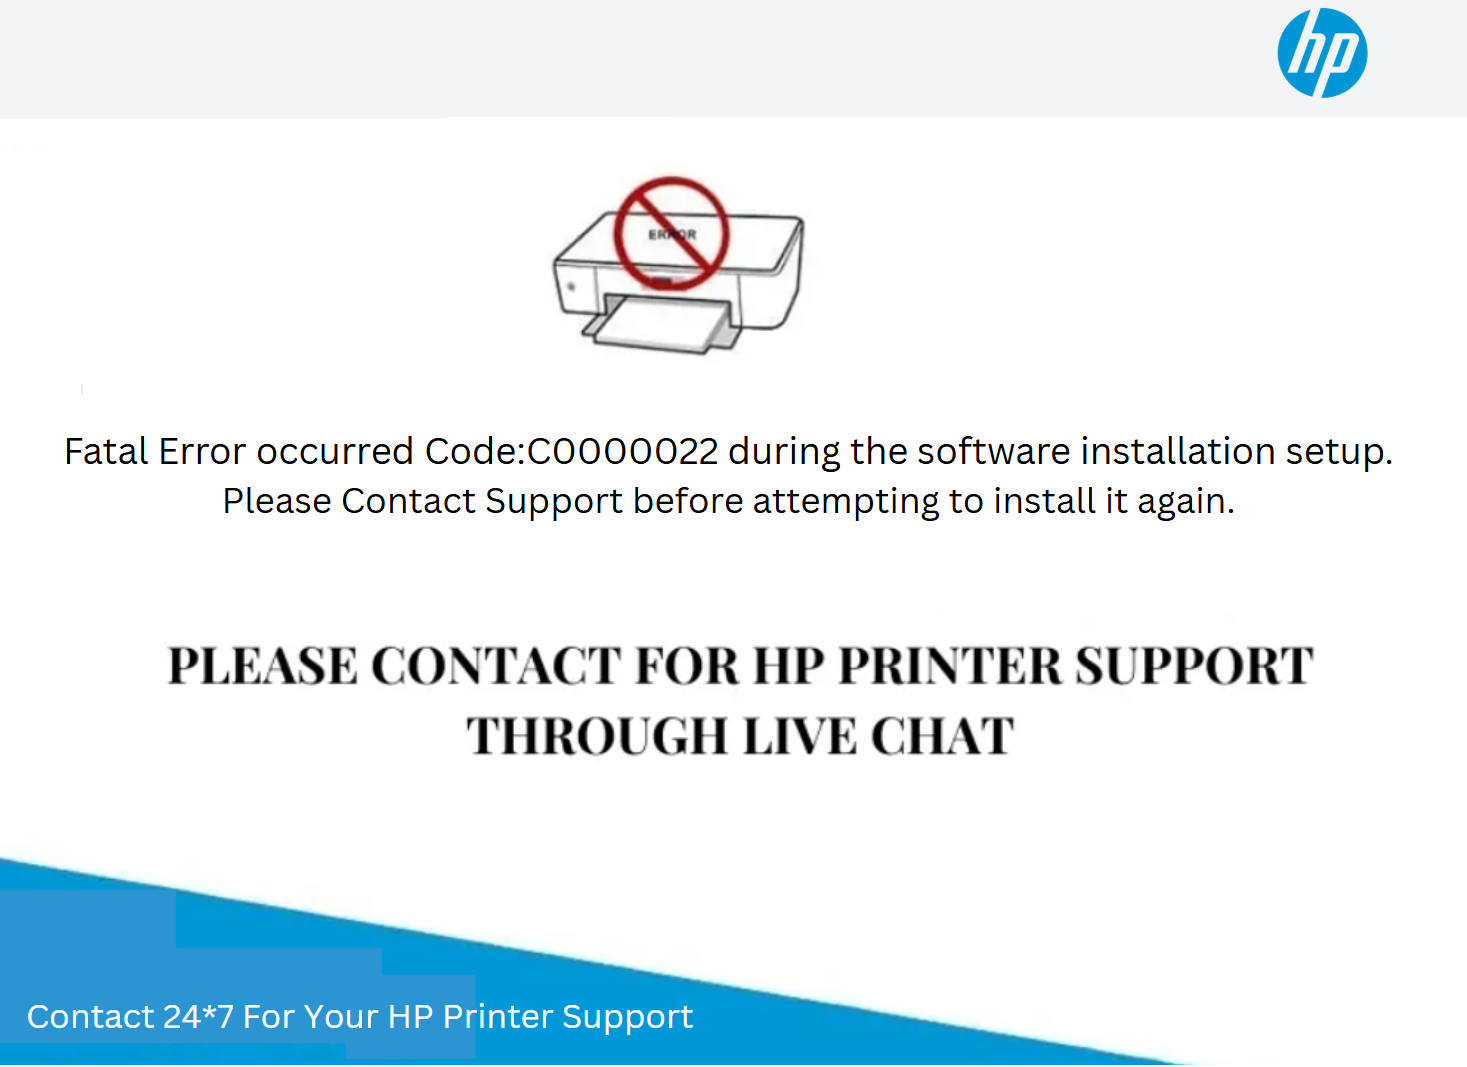 hp
ERROR
Fatal Error occurred Code:C0000022 during the software installation setup.
Please Contact Support before attempting to install it again.
PLEASE CONTACT FOR HP PRINTER SUPPORT
THROUGH LIVE CHAT
Contact 24*7 For Your HP Printer Support